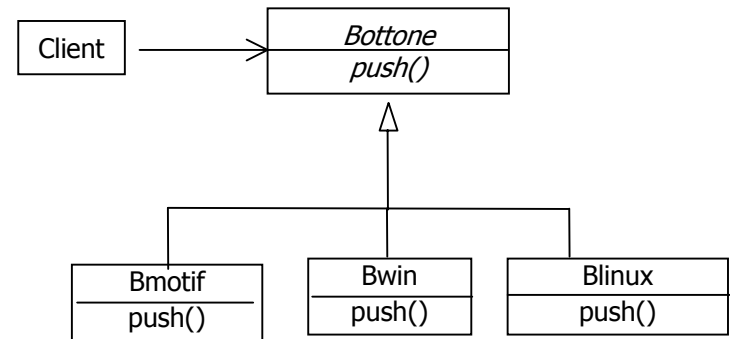 Client
Bottone
push()
Bmotif
push()
Bwin
push()
Blinux
push()